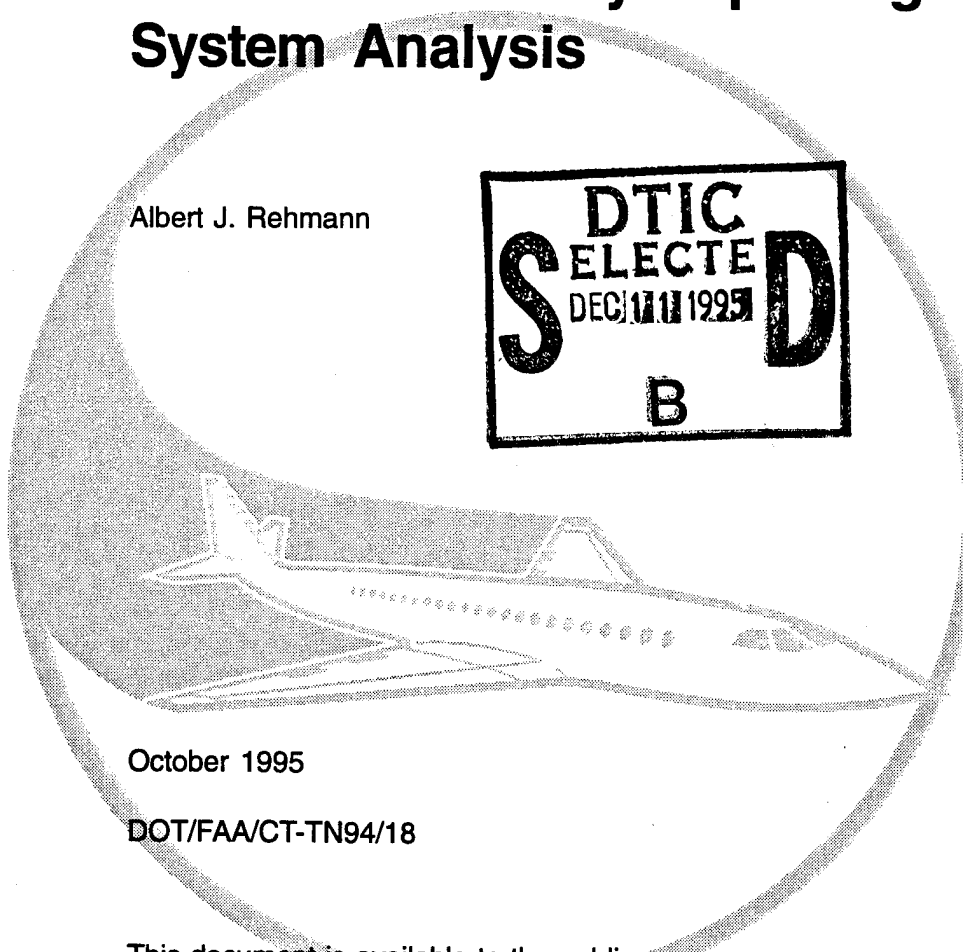 System Analysis
Albert J. Rehmann
DTIC
S ELECTE D
DEC 11 1995
B
October 1995
DOT/FAA/CT-TN94/18
This document is available to the public